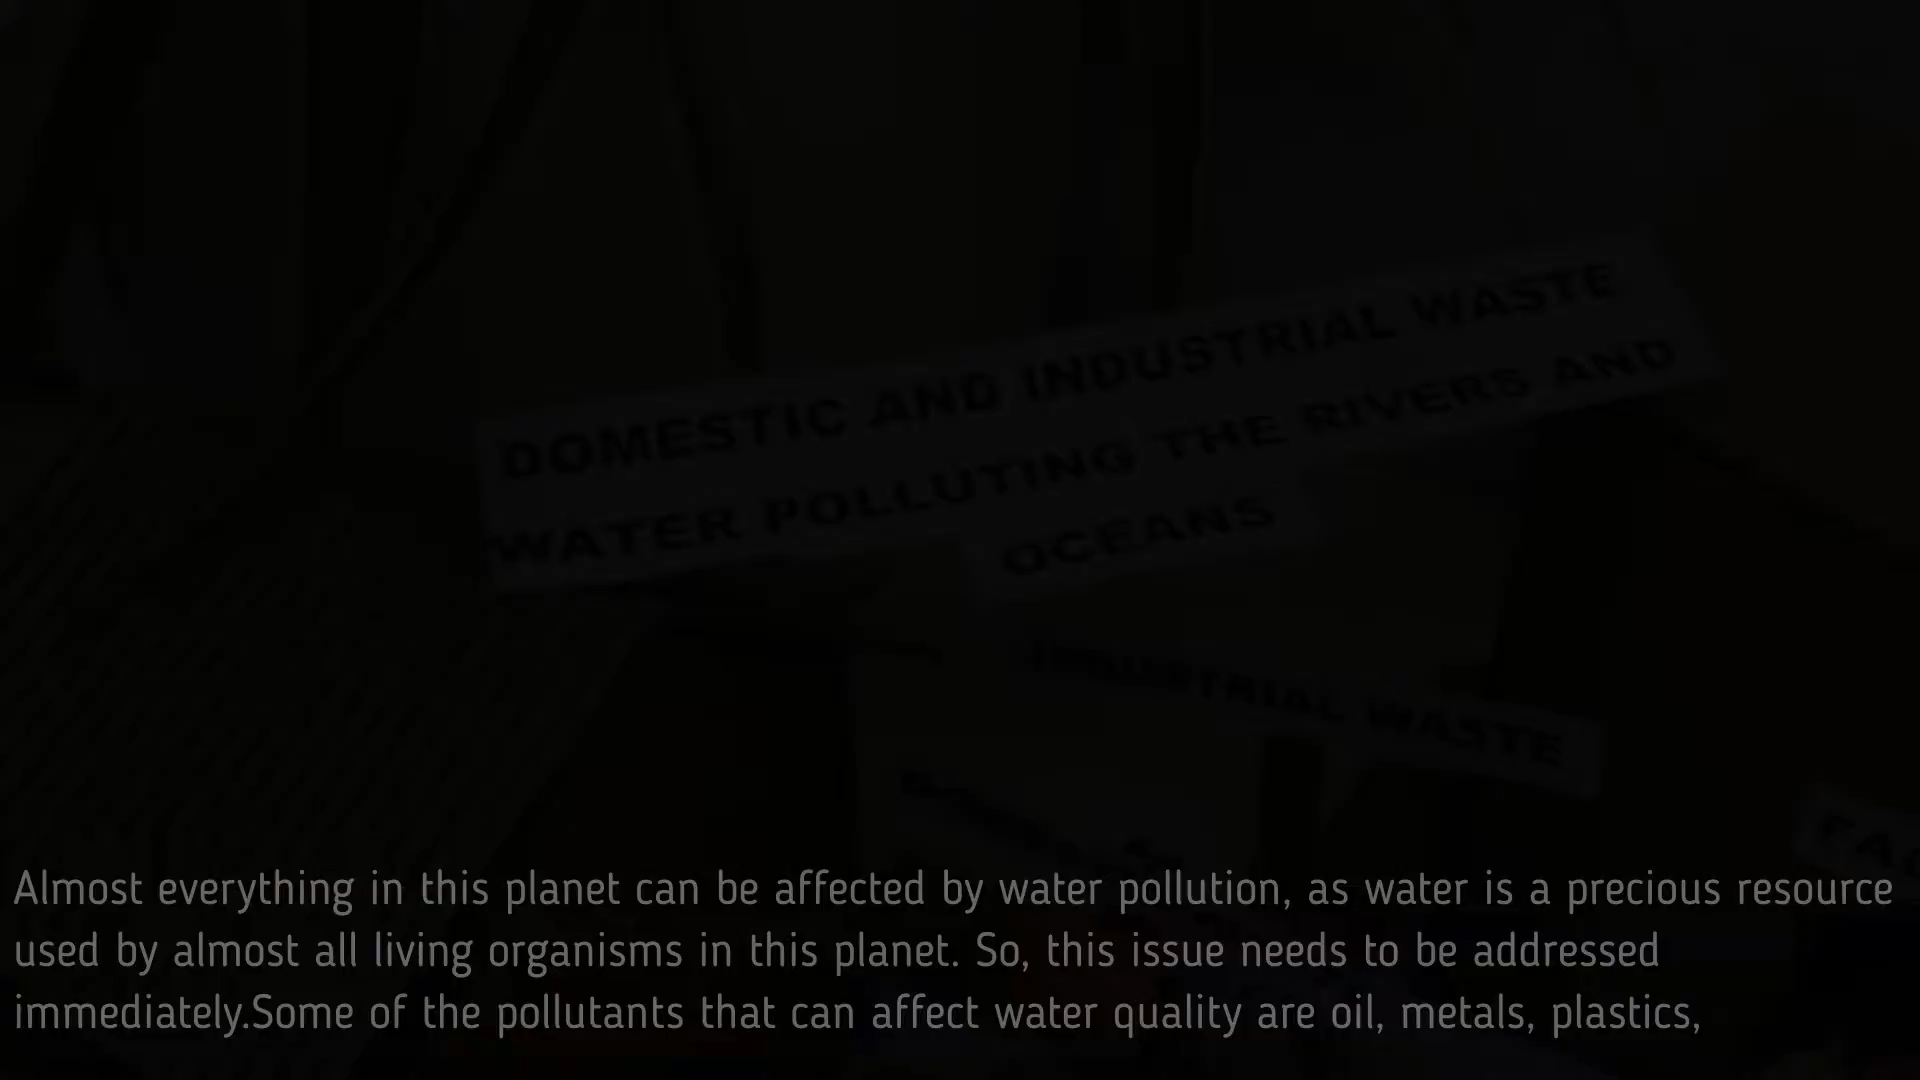 DOMESTIC AND INDUSTRIAL WASTE
WATER POLLUTING THE RIVERS AND
OCEANS
INDUSTRIAL WASTE
Almost everything in this planet can be affected by water pollution, as water is a precious resource
used by almost all living organisms in this planet. So, this issue needs to be addressed
immediately.Some of the pollutants that can affect water quality are oil, metals, plastics,